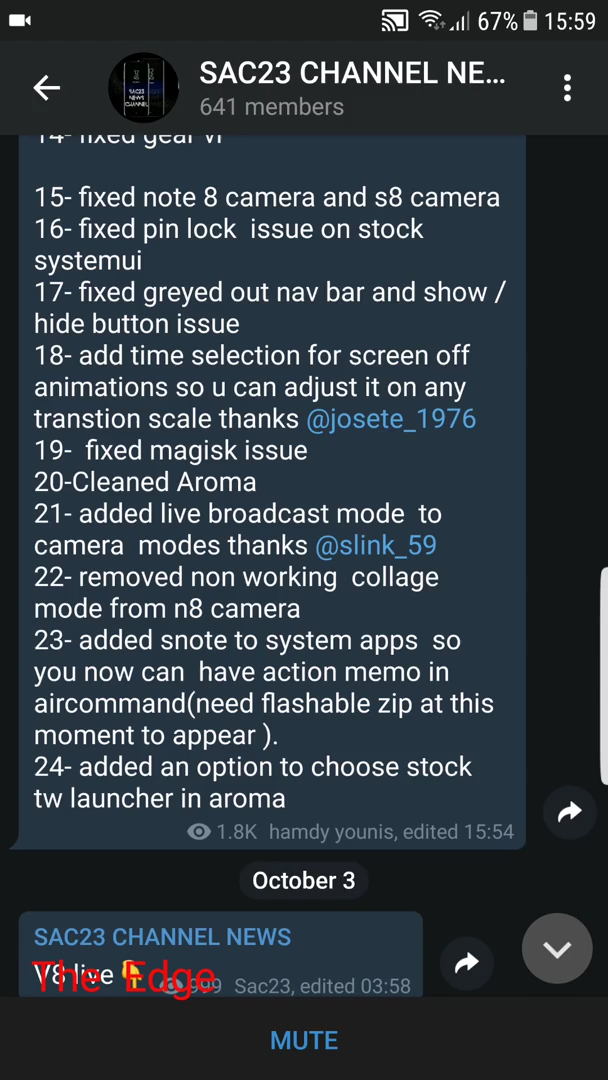 67% 15:59
SAC23 CHANNEL NE...
641 members
14- fixed gear vr
15- fixed note 8 camera and s8 camera
16- fixed pin lock issue on stock
systemui
17- fixed greyed out nav bar and show /
hide button issue
18- add time selection for screen off
animations so u can adjust it on any
transtion scale thanks @josete_1976
19- fixed magisk issue
20-Cleaned Aroma
21- added live broadcast mode to
camera modes thanks @slink_59
22- removed non working collage
mode from n8 camera
23- added snote to system apps so
you now can have action memo in
aircommand(need flashable zip at this
moment to appear ).
24- added an option to choose stock
tw launcher in aroma
1.8K hamdy younis, edited 15:54
October 3
SAC23 CHANNEL NEWS
V8 live
The Edge
Sac23, edited 03:58
MUTE